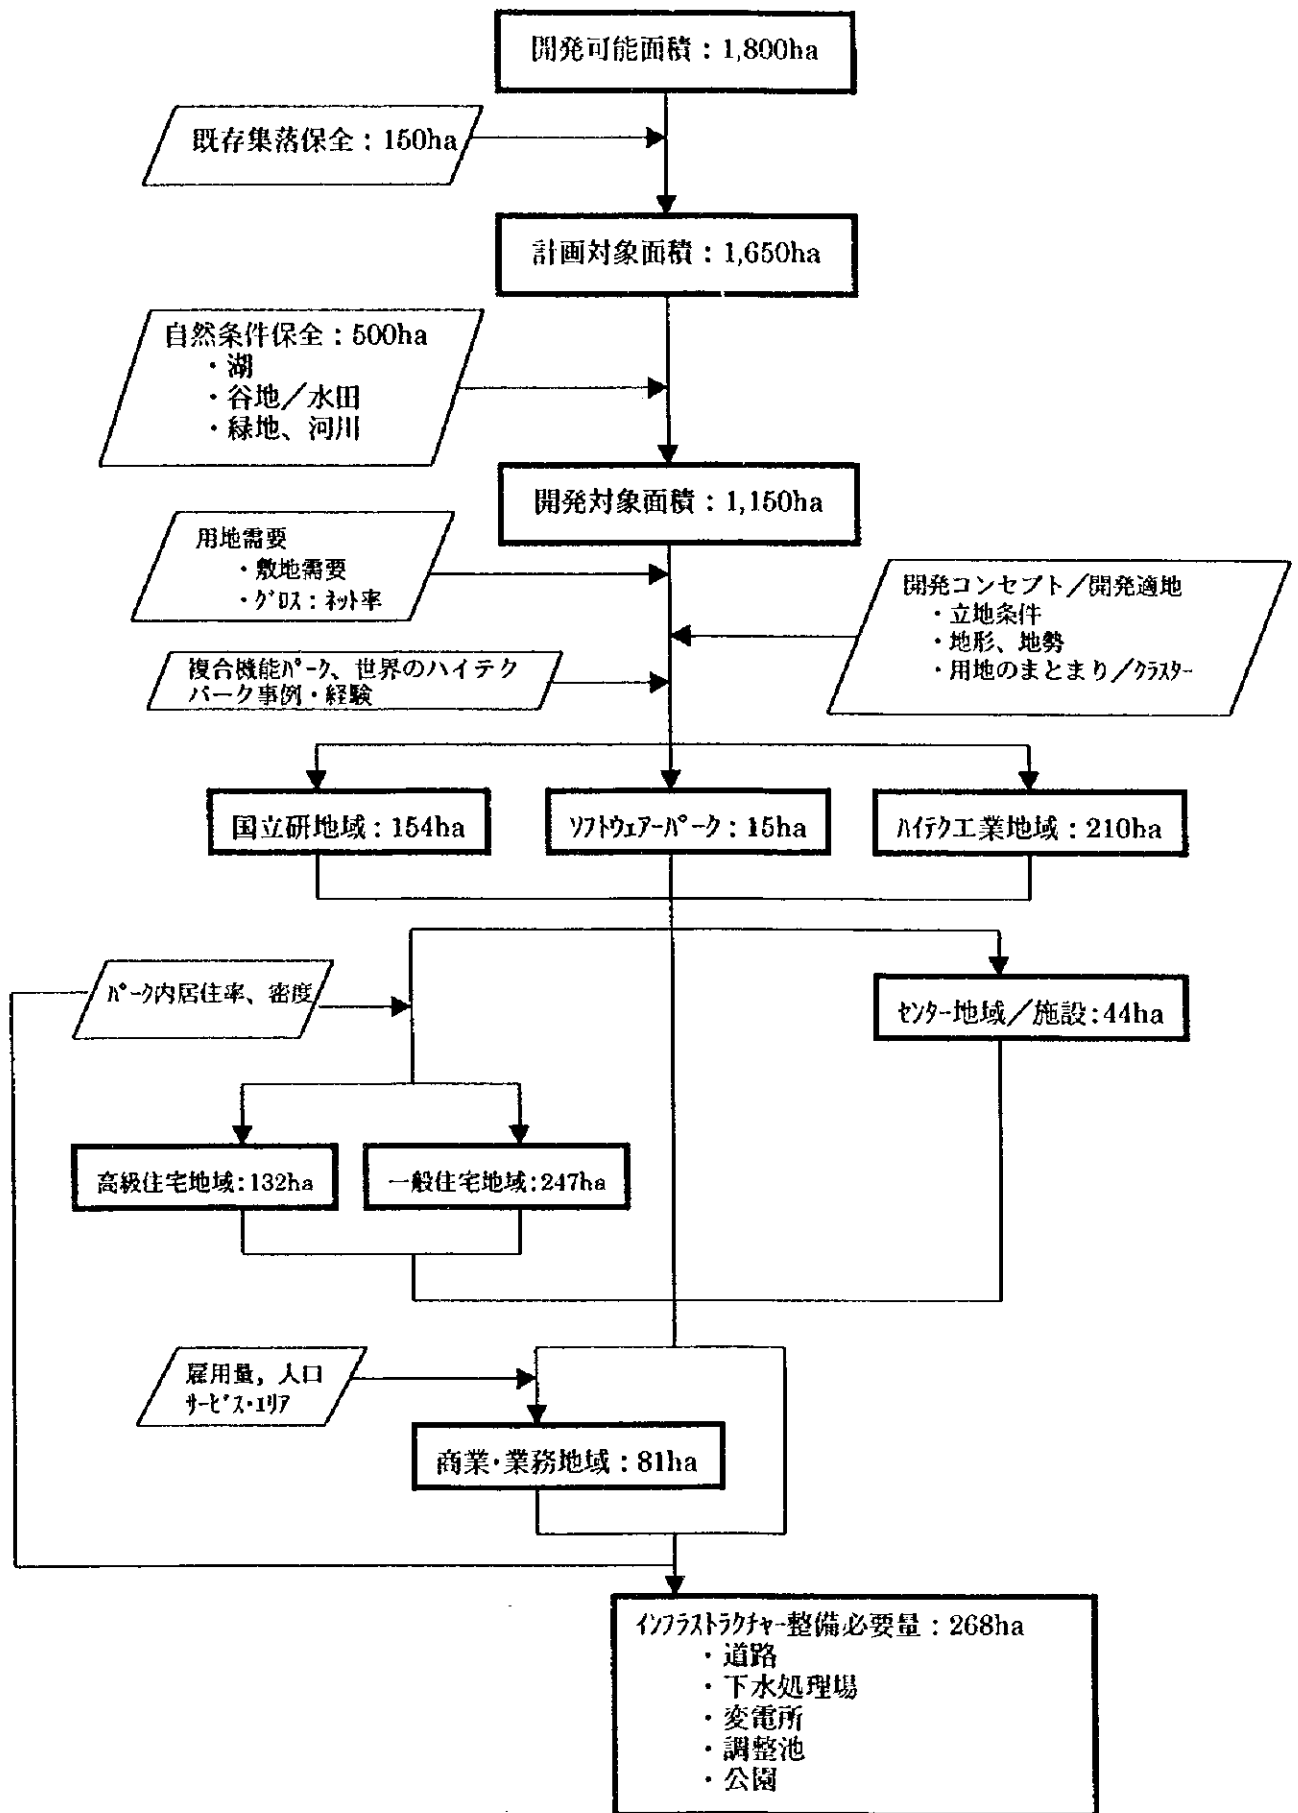 開発可能面積：1,800ha
既存集落保全：150ha
計画対象面積：1,650ha
自然条件保全：500ha
・湖
・谷地／水田
・緑地、河川
開発対象面積：1,150ha
用地需要
・敷地需要
・ｸﾞﾛｽ：ﾈｯﾄ率
開発コンセプト／開発適地
・立地条件
・地形、地勢
・用地のまとまり／ｸﾗｽﾀｰ
複合機能ﾊﾟｰｸ、世界のハイテク
パーク事例・経験
国立研地域：154ha
ｿﾌﾄｳｪｱｰﾊﾟｰｸ：15ha
ﾊｲﾃｸ工業地域：210ha
ﾊﾟｰｸ内居住率、密度
ｾﾝﾀｰ地域／施設:44ha
高級住宅地域:132ha
一般住宅地域:247ha
雇用量，人口
ｻｰﾋﾞｽ・ｴﾘｱ
商業・業務地域：81ha
ｲﾝﾌﾗｽﾄﾗｸﾁｬｰ整備必要量：268ha
・道路
・下水処理場
・変電所
・調整池
・公園